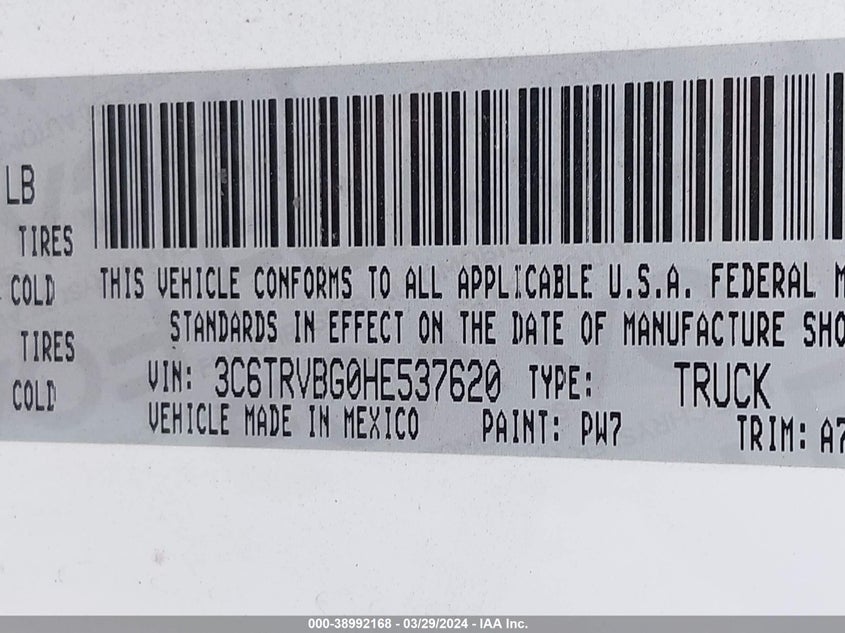 LB
TIRES
COLD
TIRES
COLD
THIS VEHICLE CONFORMS TO ALL APPLICABLE U.S.A. FEDERAL M
STANDARDS IN EFFECT ON THE DATE OF MANUFACTURE SHO
VIN: 3C6TRVBG0HE537620 TYPE: TRUCK
VEHICLE MADE IN MEXICO PAINT: PW7 TRIM: A7
000-38992168 - 03/29/2024 - IAA Inc.